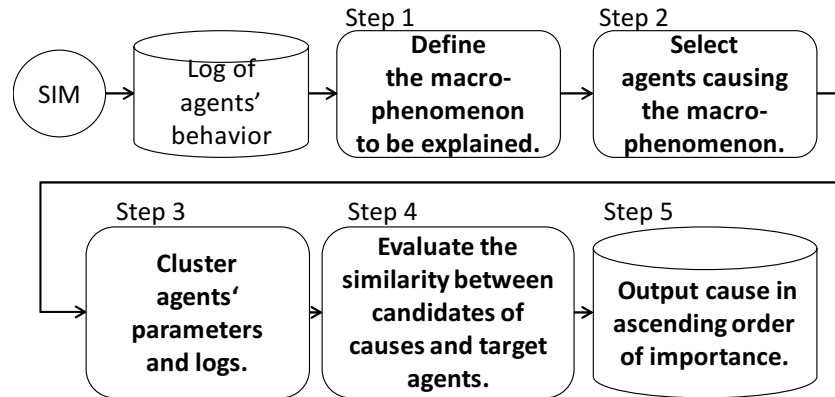 Step 1
Step 2
SIM
Log of
agents’
behavior
Define
the macro-
phenomenon
to be explained.
Select
agents causing
the macro-
phenomenon.
Step 3
Step 4
Step 5
Cluster
agents‘
parameters
and logs.
Evaluate the
similarity between
candidates of
causes and target
agents.
Output cause in
ascending order
of importance.